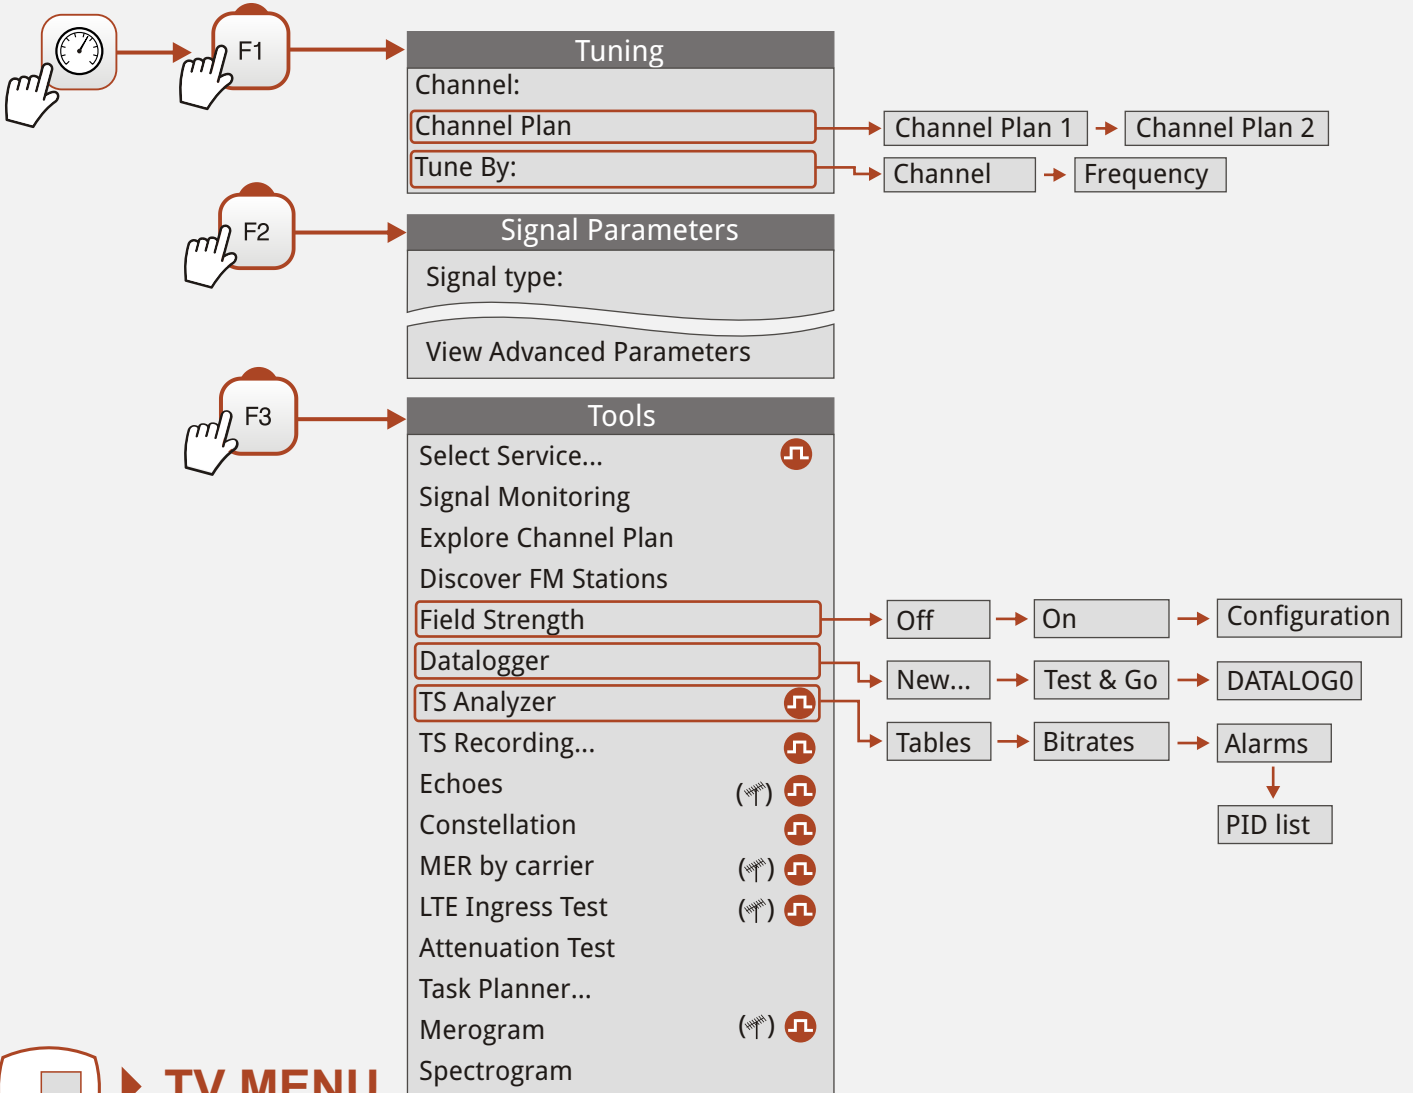 F1
Tuning
Channel:
Channel Plan
Channel Plan 1
Channel Plan 2
Tune By:
Channel
Frequency
F2
Signal Parameters
Signal type:
View Advanced Parameters
F3
Tools
Select Service...
Signal Monitoring
Explore Channel Plan
Discover FM Stations
Field Strength
Off
On
Configuration
Datalogger
New...
Test & Go
DATALOG0
TS Analyzer
Tables
Bitrates
Alarms
PID list
TS Recording...
Echoes
Constellation
MER by carrier
LTE Ingress Test
Attenuation Test
Task Planner...
Merogram
Spectrogram
TV MENU